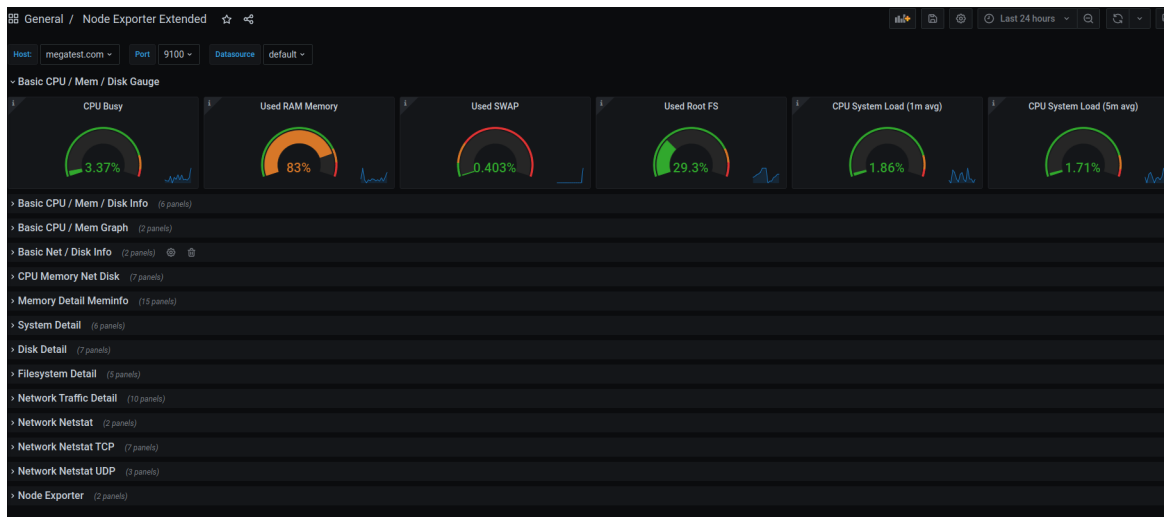 General / Node Exporter Extended
Last 24 hours
Host: megatest.com Port 9100 Datasource default
Basic CPU / Mem / Disk Gauge
CPU Busy
3.37%
Used RAM Memory
83%
Used SWAP
0.403%
Used Root FS
29.3%
CPU System Load (1m avg)
1.86%
CPU System Load (5m avg)
1.71%
Basic CPU / Mem / Disk Info (6 panels)
Basic CPU / Mem Graph (2 panels)
Basic Net / Disk Info (2 panels)
CPU Memory Net Disk (7 panels)
Memory Detail Meminfo (15 panels)
System Detail (6 panels)
Disk Detail (7 panels)
Filesystem Detail (5 panels)
Network Traffic Detail (10 panels)
Network Netstat (2 panels)
Network Netstat TCP (7 panels)
Network Netstat UDP (3 panels)
Node Exporter (2 panels)